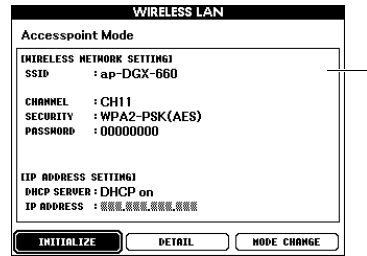 WIRELESS LAN
Accesspoint Mode
[WIRELESS NETWORK SETTING]
SSID : ap-DGX-660
CHANNEL : CH11
SECURITY : WPA2-PSK(AES)
PASSWORD : 00000000
[IP ADDRESS SETTING]
DHCP SERVER : DHCP on
IP ADDRESS :
INITIALIZE DETAIL MODE CHANGE